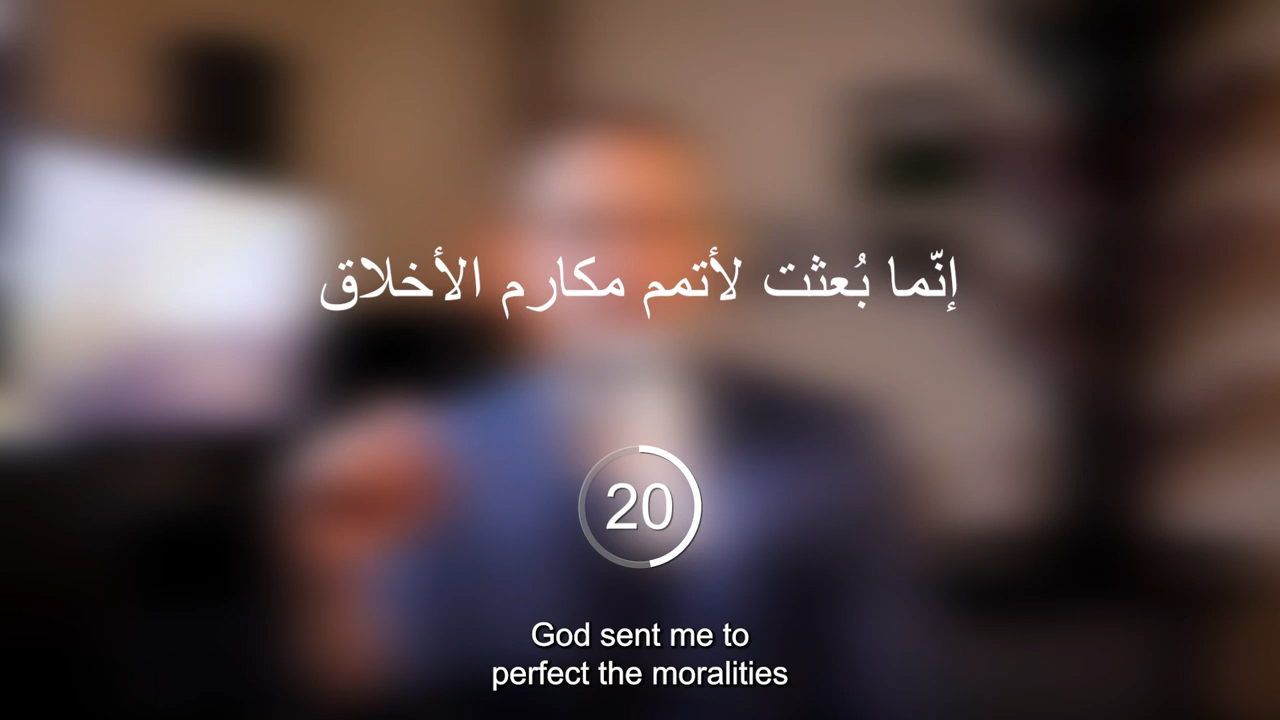 إنّما بُعثت لأتمم مكارم الأخلاق
20
God sent me to
perfect the moralities